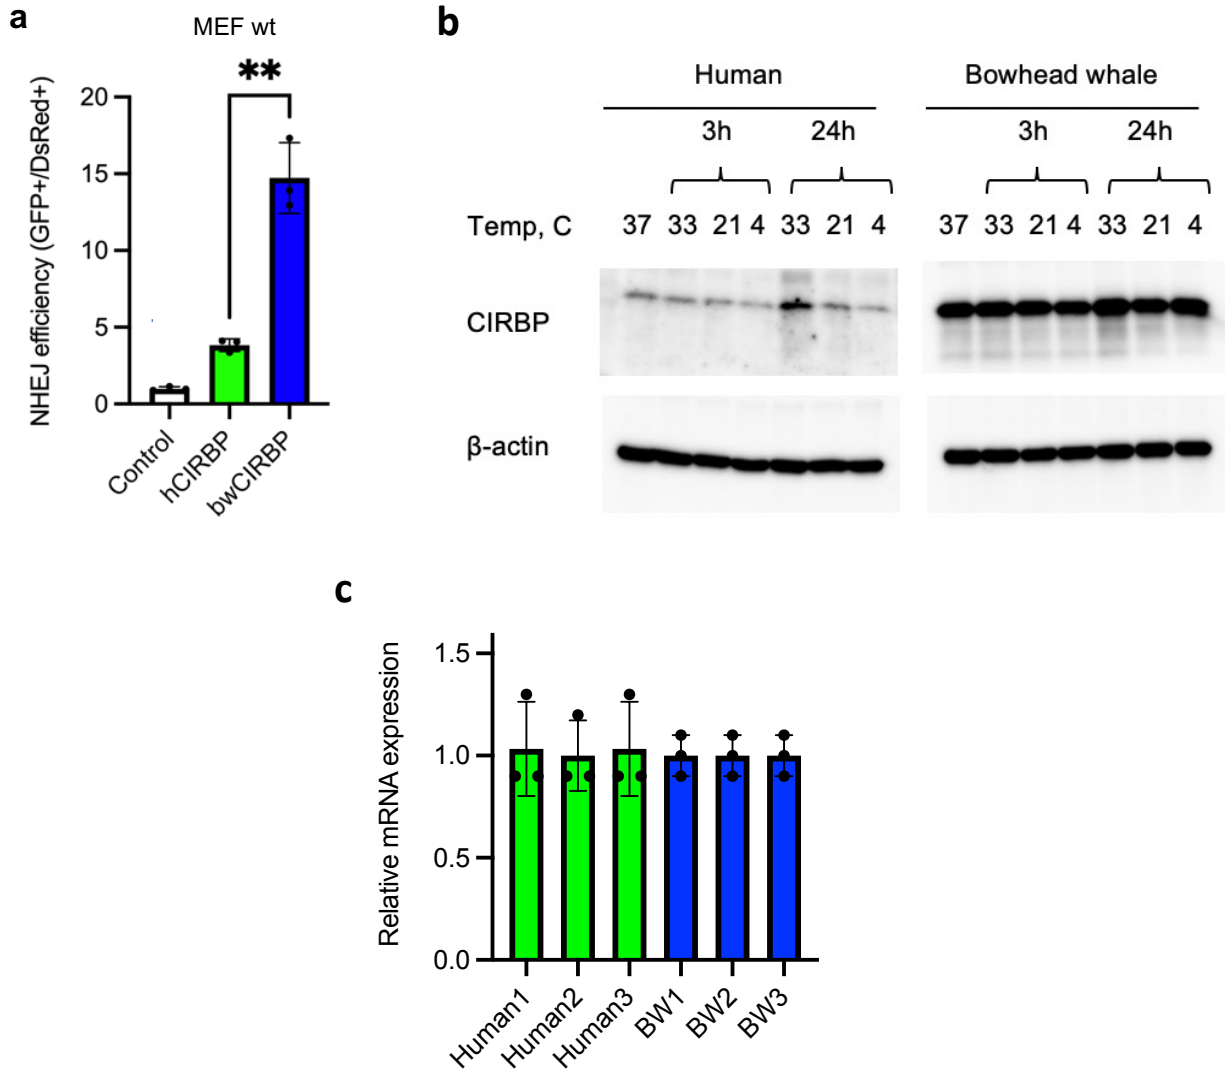 a
MEF wt
**
NHEJ efficiency (GFP+/DsRed+)
20
15
10
5
0
Control
hCIRBP
bwCIRBP
b
Human
Bowhead whale
3h
24h
3h
24h
Temp, C
37 33 21 4 33 21 4
37 33 21 4 33 21 4
CIRBP
β-actin
c
Relative mRNA expression
1.5
1.0
0.5
0.0
Human1
Human2
Human3
BW1
BW2
BW3